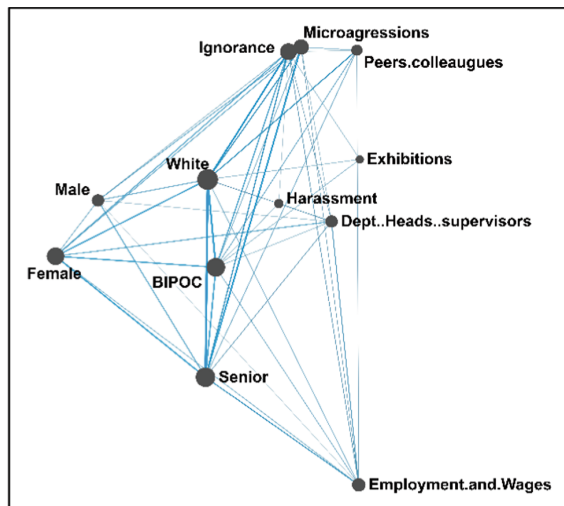 Microagressions
Ignorance
Peers.colleaugues
White
Exhibitions
Male
Harassment
Dept..Heads..supervisors
Female
BIPOC
Senior
Employment.and.Wages